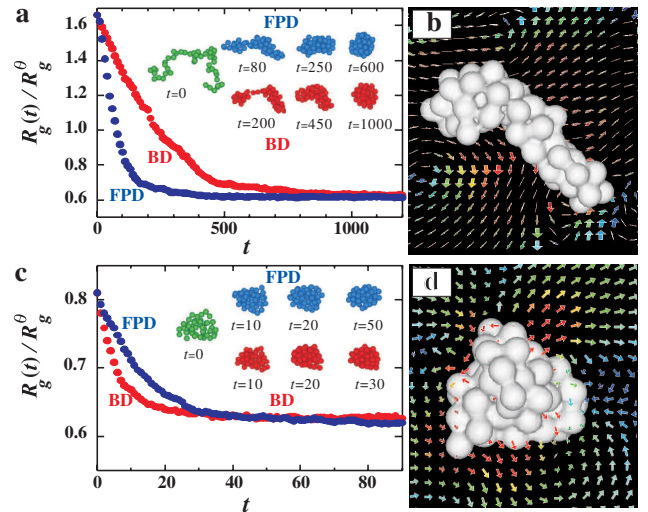 a
FPD
t=0
t=80
t=250
t=600
t=200
t=450
t=1000
BD
BD
FPD
R_g(t) / R_g^θ
1.6
1.4
1.2
1.0
0.8
0.6
0
500
1000
t
b
c
FPD
t=0
t=10
t=20
t=50
t=10
t=20
t=30
BD
FPD
BD
R_g(t) / R_g^θ
0.8
0.7
0.6
0
20
40
60
80
t
d